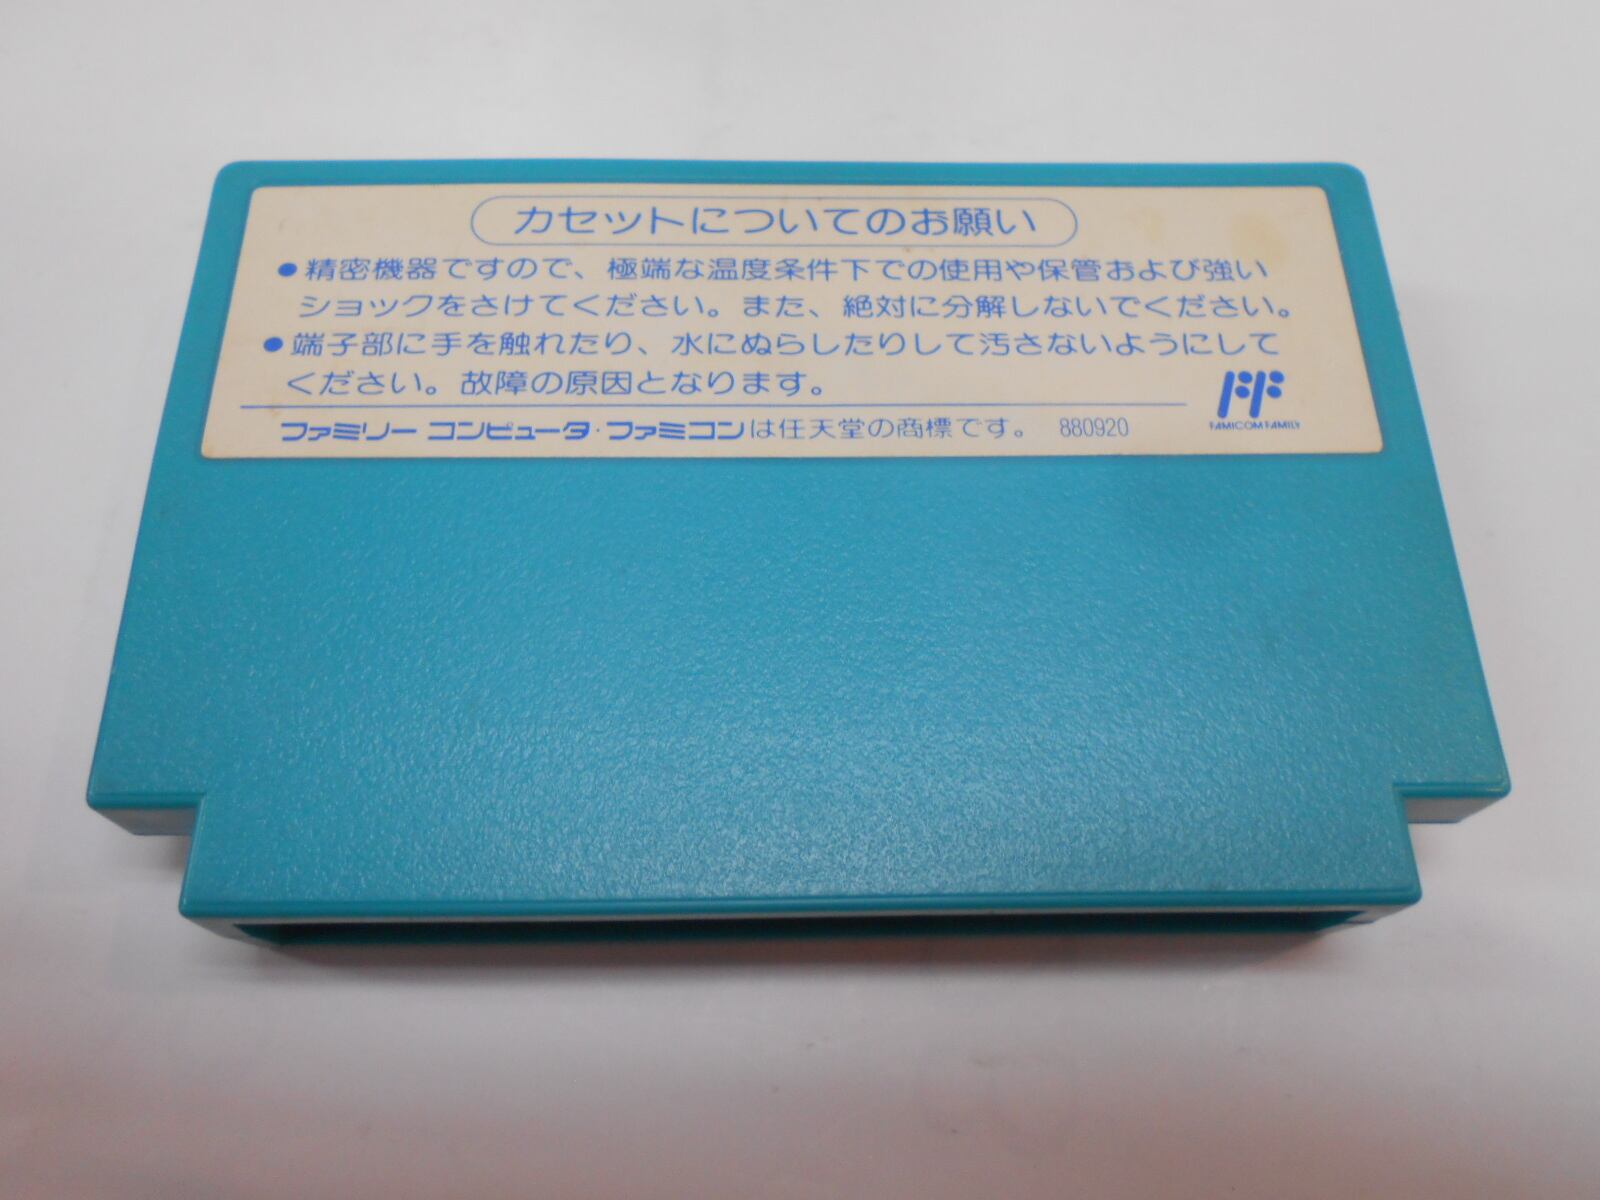 カセットについてのお願い
●精密機器ですので、極端な温度条件下での使用や保管および強い
ショックをさけてください。また、絶対に分解しないでください。
●端子部に手を触れたり、水にぬらしたりして汚さないようにして
ください。故障の原因となります。
ファミリー コンピュータ・ファミコンは任天堂の商標です。 880920
FF
FAMICOM FAMILY